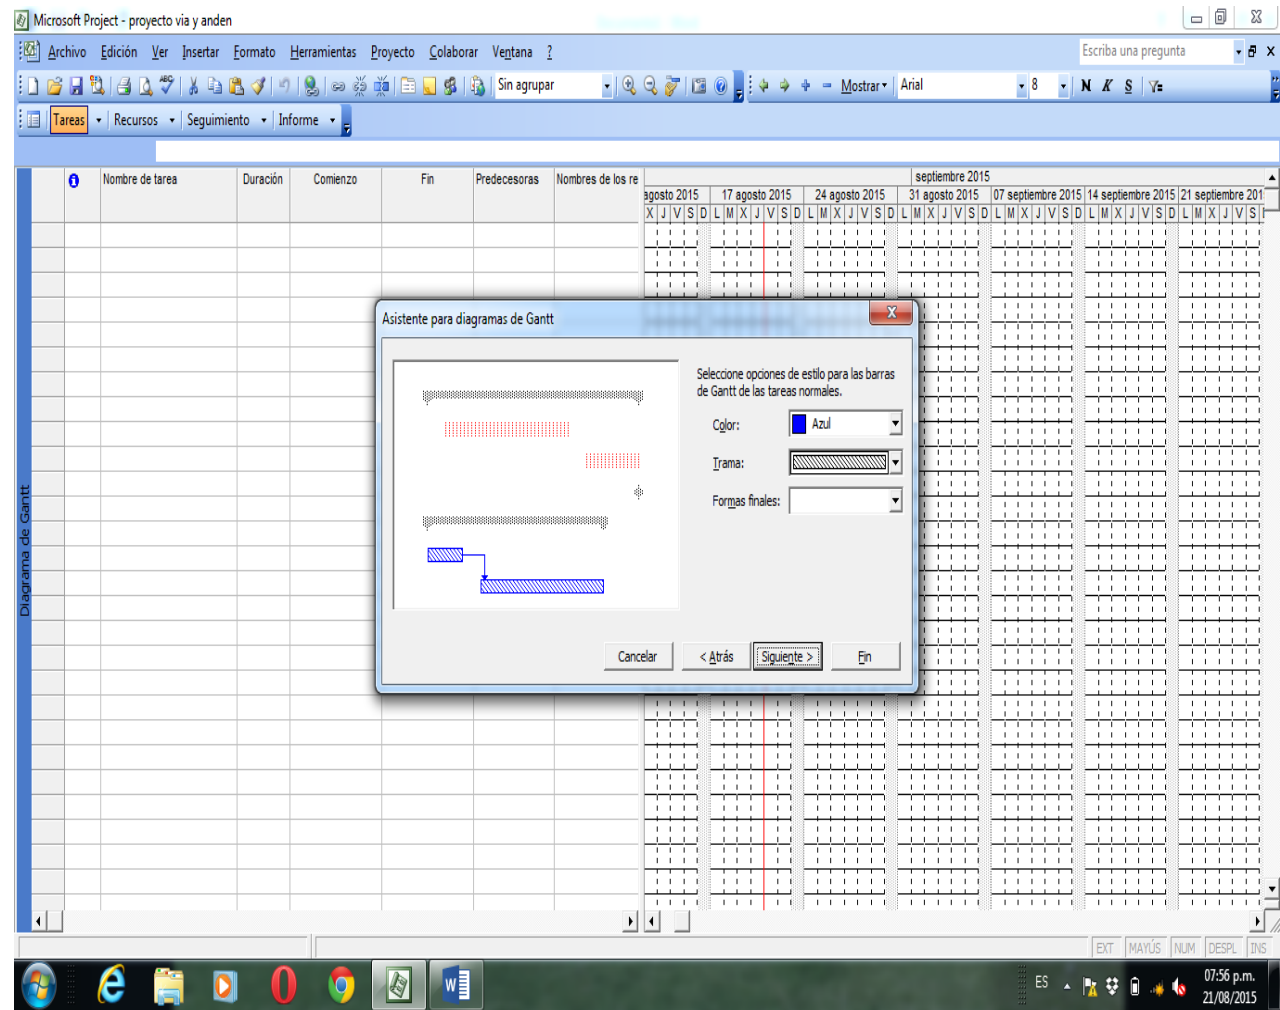 Microsoft Project - proyecto via y anden
Archivo Edición Ver Insertar Formato Herramientas Proyecto Colaborar Ventana ? Escriba una pregunta
Sin agrupar Mostrar Arial 8 N K S
Tareas Recursos Seguimiento Informe
Nombre de tarea Duración Comienzo Fin Predecesoras Nombres de los re
septiembre 2015
agosto 2015 17 agosto 2015 24 agosto 2015 31 agosto 2015 07 septiembre 2015 14 septiembre 2015 21 septiembre 201
X J V S D L M X J V S D L M X J V S D L M X J V S D L M X J V S D L M X J V S D L M X J V S
Asistente para diagramas de Gantt
Seleccione opciones de estilo para las barras
de Gantt de las tareas normales.
Color: Azul
Trama:
Formas finales:
Cancelar < Atrás Siguiente > Fin
Diagrama de Gantt
EXT MAYÚS NUM DESPL INS
ES 07:56 p.m.
21/08/2015